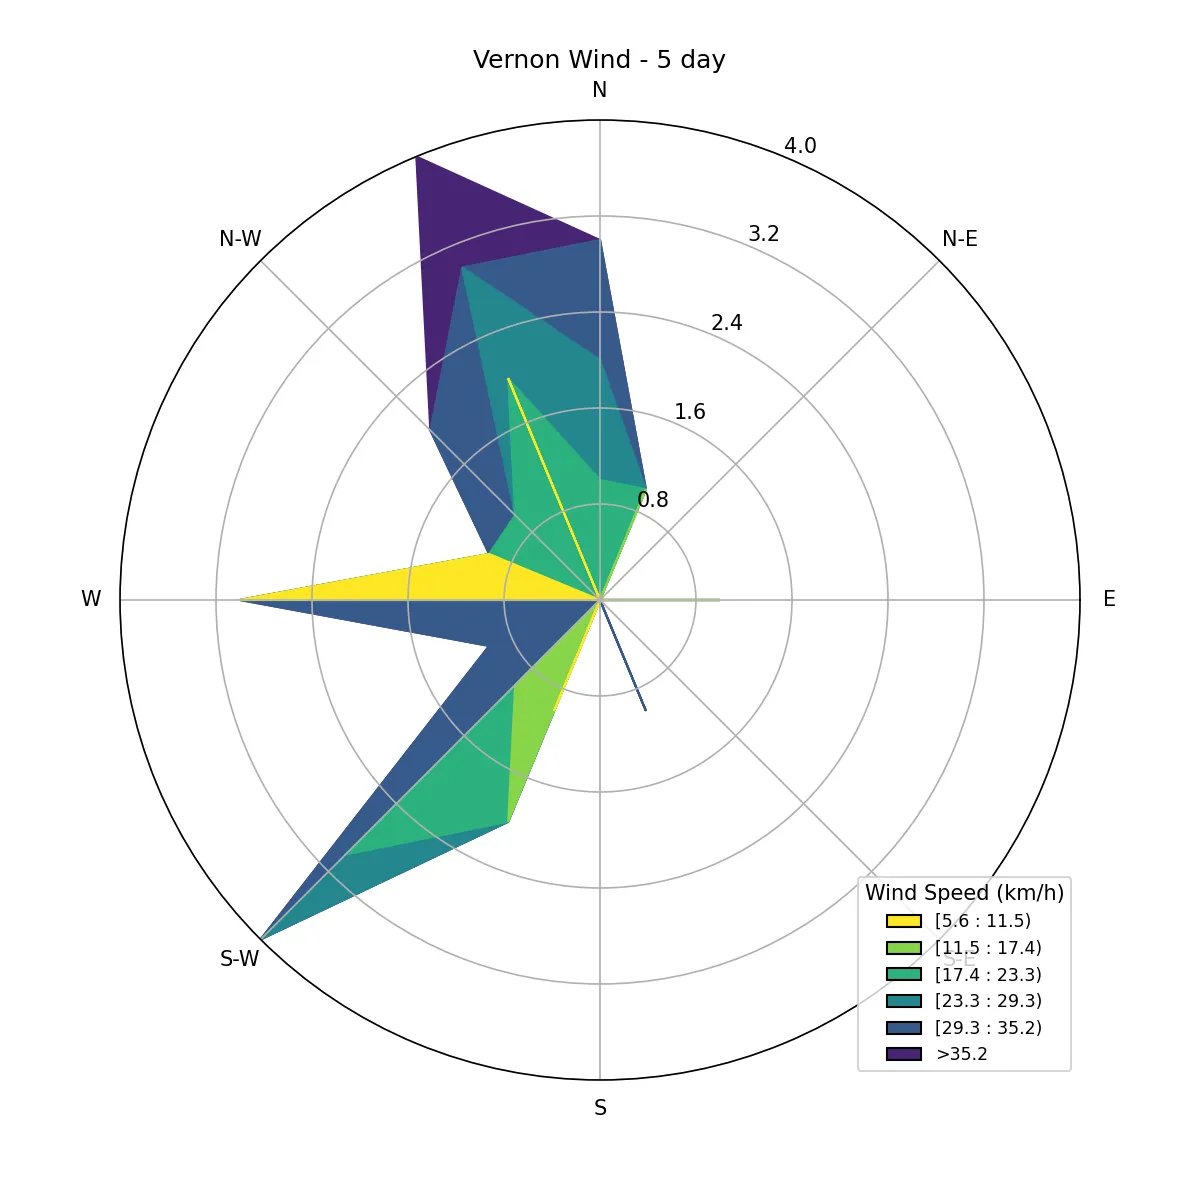 Vernon Wind - 5 day
N
4.0
3.2
N-W
N-E
2.4
1.6
0.8
W
E
S-W
S-E
S
Wind Speed (km/h)
[5.6 : 11.5)
[11.5 : 17.4)
[17.4 : 23.3)
[23.3 : 29.3)
[29.3 : 35.2)
>35.2